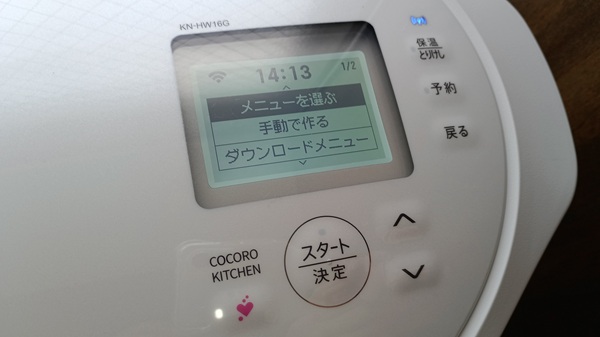 KN-HW16G
14:13
1/2
メニューを選ぶ
手動で作る
ダウンロードメニュー
保温
とりけし
予約
戻る
COCORO
KITCHEN
スタート
決定